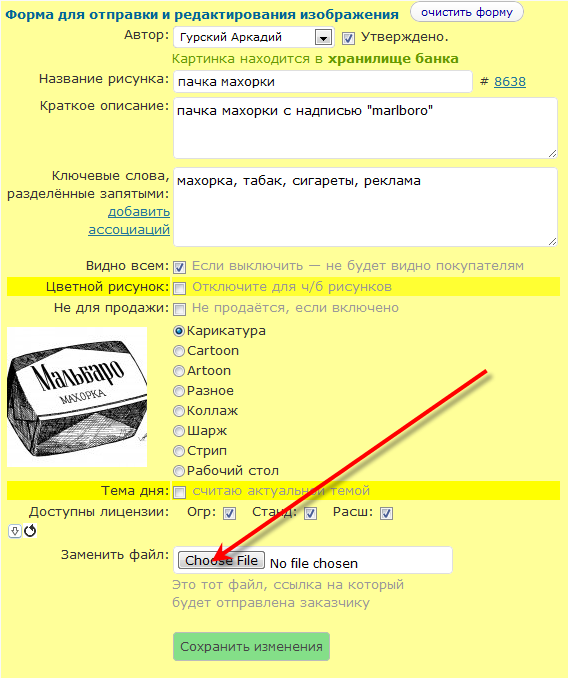 Форма для отправки и редактирования изображения очистить форму
Автор: Гурский Аркадий Утверждено.
Картинка находится в хранилище банка
Название рисунка: пачка махорки # 8638
Краткое описание: пачка махорки с надписью "marlboro"
Ключевые слова, махорка, табак, сигареты, реклама
разделённые запятыми:
добавить
ассоциаций
Видно всем: Если выключить — не будет видно покупателям
Цветной рисунок: Отключите для ч/б рисунков
Не для продажи: Не продаётся, если включено
Карикатура
Cartoon
Artoon
Разное
Коллаж
Шарж
Стрип
Рабочий стол
Мальбаро
МАХОРКА
Тема дня: считаю актуальной темой
Доступны лицензии: Огр: Станд: Расш:
Заменить файл: Choose File No file chosen
Это тот файл, ссылка на который
будет отправлена заказчику
Сохранить изменения